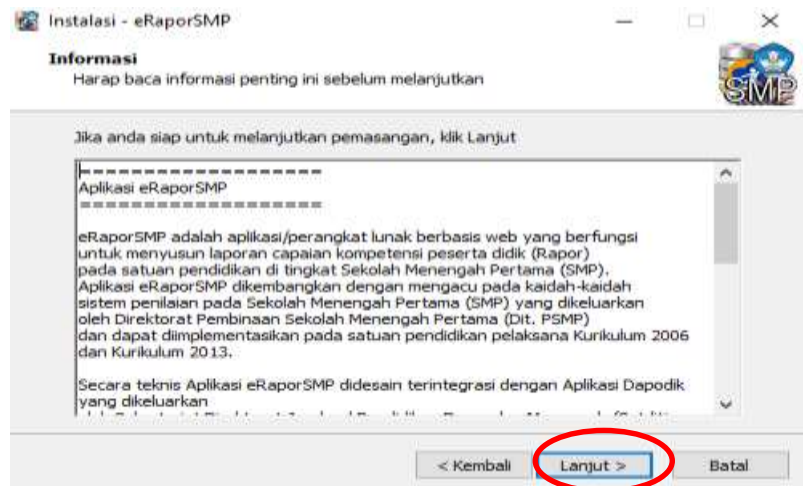 Instalasi - eRaporSMP
Informasi
Harap baca informasi penting ini sebelum melanjutkan
SMP
Jika anda siap untuk melanjutkan pemasangan, klik Lanjut
====================
Aplikasi eRaporSMP
====================
eRaporSMP adalah aplikasi/perangkat lunak berbasis web yang berfungsi
untuk menyusun laporan capaian kompetensi peserta didik (Rapor)
pada satuan pendidikan di tingkat Sekolah Menengah Pertama (SMP).
Aplikasi eRaporSMP dikembangkan dengan mengacu pada kaidah-kaidah
sistem penilaian pada Sekolah Menengah Pertama (SMP) yang dikeluarkan
oleh Direktorat Pembinaan Sekolah Menengah Pertama (Dit. PSMP)
dan dapat diimplementasikan pada satuan pendidikan pelaksana Kurikulum 2006
dan Kurikulum 2013.
Secara teknis Aplikasi eRaporSMP didesain terintegrasi dengan Aplikasi Dapodik
yang dikeluarkan
< Kembali
Lanjut >
Batal